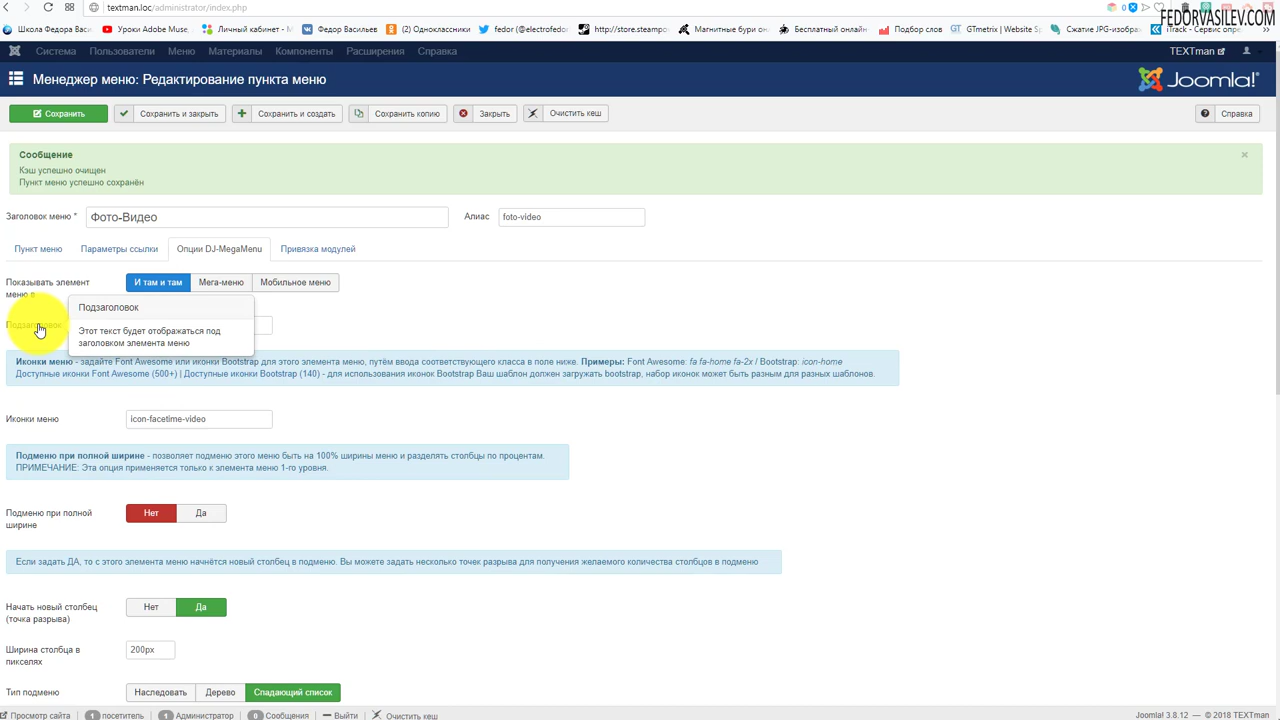 textman.loc/administrator/index.php
FEDORVASILEV.COM
Школа Федора Васи
Уроки Adobe Muse,
Личный кабинет - М
Федор Васильев
(2) Одноклассники
fedor (@electrofedo
http://store.steampo
Магнитные бури он
Бесплатный онлайн
Подбор слов
GTmetrix | Website Sp
Сжатие JPG-изобра
iTrack - Сервис опре
Система Пользователи Меню Материалы Компоненты Расширения Справка
TEXTman
Менеджер меню: Редактирование пункта меню
Joomla!®
Сохранить Сохранить и закрыть Сохранить и создать Сохранить копию Закрыть Очистить кеш Справка
Сообщение
Кэш успешно очищен
Пункт меню успешно сохранён
Заголовок меню * Фото-Видео Алиас foto-video
Пункт меню Параметры ссылки Опции DJ-MegaMenu Привязка модулей
Показывать элемент
меню в
И там и там Мега-меню Мобильное меню
Подзаголовок
Подзаголовок
Этот текст будет отображаться под
заголовком элемента меню
Иконки меню - задайте Font Awesome или иконки Bootstrap для этого элемента меню, путём ввода соответствующего класса в поле ниже. Примеры: Font Awesome: fa fa-home fa-2x / Bootstrap: icon-home
Доступные иконки Font Awesome (500+) | Доступные иконки Bootstrap (140) - для использования иконок Bootstrap Ваш шаблон должен загружать bootstrap, набор иконок может быть разным для разных шаблонов.
Иконки меню icon-facetime-video
Подменю при полной ширине - позволяет подменю этого меню быть на 100% ширины меню и разделять столбцы по процентам.
ПРИМЕЧАНИЕ: Эта опция применяется только к элемента меню 1-го уровня.
Подменю при полной
ширине
Нет Да
Если задать ДА, то с этого элемента меню начнётся новый столбец в подменю. Вы можете задать несколько точек разрыва для получения желаемого количества столбцов в подменю
Начать новый столбец
(точка разрыва)
Нет Да
Ширина столбца в
пикселях
200px
Тип подменю Наследовать Дерево Спадающий список
Просмотр сайта 1 посетитель 1 Администратор 0 Сообщения Выйти Очистить кеш
Joomla! 3.8.12 — © 2018 TEXTman